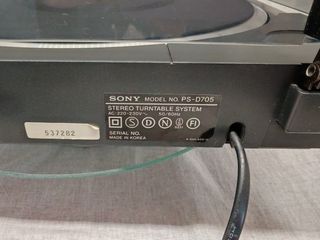 SONY MODEL NO. PS-D705
STEREO TURNTABLE SYSTEM
AC 220-230V~ 50/60Hz
S D N FI
SERIAL NO.
MADE IN KOREA
537282